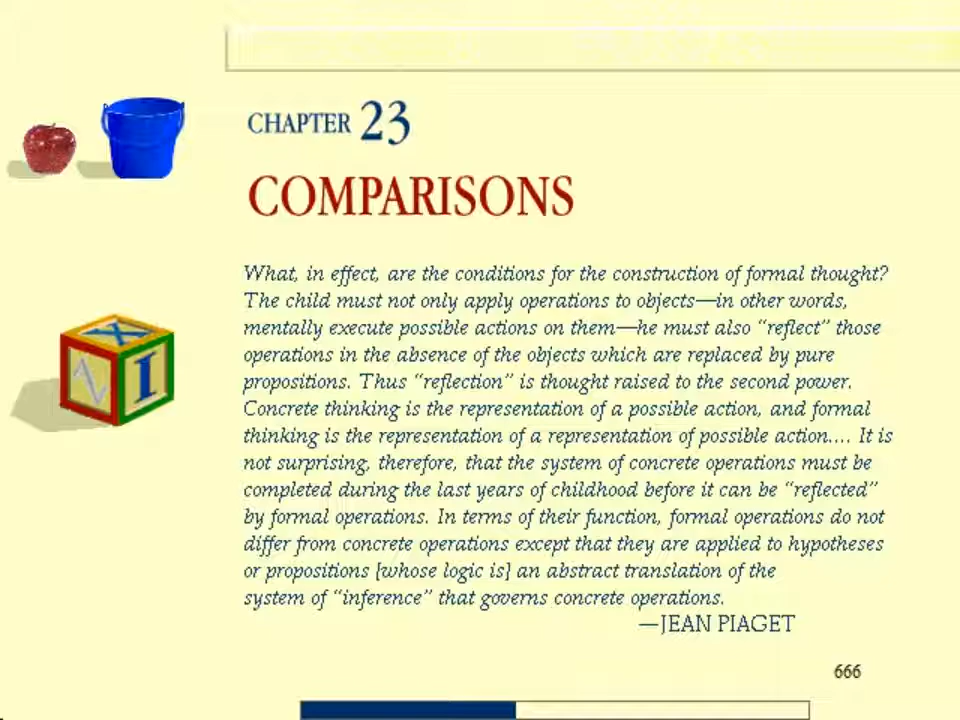 CHAPTER 23
COMPARISONS
What, in effect, are the conditions for the construction of formal thought?
The child must not only apply operations to objects—in other words,
mentally execute possible actions on them—he must also “reflect” those
operations in the absence of the objects which are replaced by pure
propositions. Thus “reflection” is thought raised to the second power.
Concrete thinking is the representation of a possible action, and formal
thinking is the representation of a representation of possible action.... It is
not surprising, therefore, that the system of concrete operations must be
completed during the last years of childhood before it can be “reflected”
by formal operations. In terms of their function, formal operations do not
differ from concrete operations except that they are applied to hypotheses
or propositions [whose logic is] an abstract translation of the
system of “inference” that governs concrete operations.
—JEAN PIAGET
X
I
666